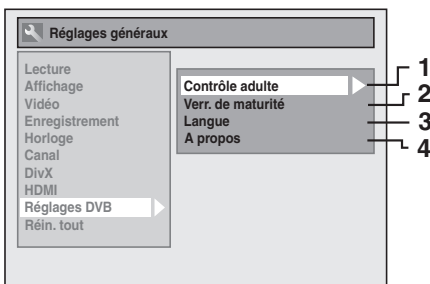 Réglages généraux
Lecture
Affichage
Vidéo
Enregistrement
Horloge
Canal
DivX
HDMI
Réglages DVB
Réin. tout
Contrôle adulte
Verr. de maturité
Langue
A propos
1
2
3
4